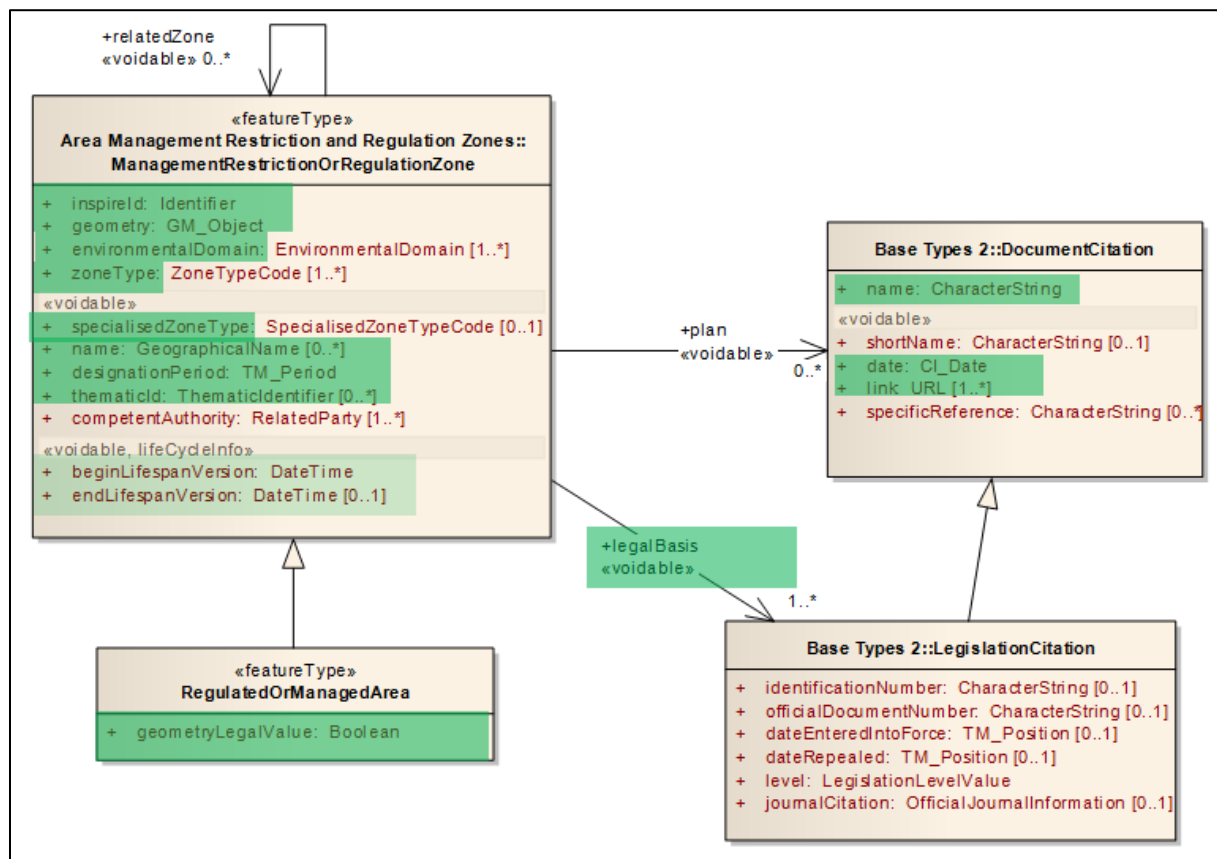 +relatedZone
«voidable» 0..*
«featureType»
Area Management Restriction and Regulation Zones::
ManagementRestrictionOrRegulationZone
+ inspireId: Identifier
+ geometry: GM_Object
+ environmentalDomain: EnvironmentalDomain [1..*]
+ zoneType: ZoneTypeCode [1..*]
«voidable»
+ specialisedZoneType: SpecialisedZoneTypeCode [0..1]
+ name: GeographicalName [0..*]
+ designationPeriod: TM_Period
+ thematicId: ThematicIdentifier [0..*]
+ competentAuthority: RelatedParty [1..*]
«voidable, lifeCycleInfo»
+ beginLifespanVersion: DateTime
+ endLifespanVersion: DateTime [0..1]
+plan
«voidable»
0..*
Base Types 2::DocumentCitation
+ name: CharacterString
«voidable»
+ shortName: CharacterString [0..1]
+ date: CI_Date
+ link: URL [1..*]
+ specificReference: CharacterString [0..*]
+legalBasis
«voidable»
1..*
«featureType»
RegulatedOrManagedArea
+ geometryLegalValue: Boolean
Base Types 2::LegislationCitation
+ identificationNumber: CharacterString [0..1]
+ officialDocumentNumber: CharacterString [0..1]
+ dateEnteredIntoForce: TM_Position [0..1]
+ dateRepealed: TM_Position [0..1]
+ level: LegislationLevelValue
+ journalCitation: OfficialJournalInformation [0..1]